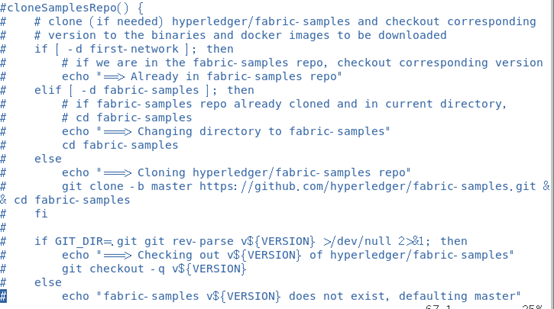 #cloneSamplesRepo() {
#    # clone (if needed) hyperledger/fabric-samples and checkout corresponding
#    # version to the binaries and docker images to be downloaded
#    if [ -d first-network ]; then
#        # if we are in the fabric-samples repo, checkout corresponding version
#        echo "===> Already in fabric-samples repo"
#    elif [ -d fabric-samples ]; then
#        # if fabric-samples repo already cloned and in current directory,
#        # cd fabric-samples
#        echo "===> Changing directory to fabric-samples"
#        cd fabric-samples
#    else
#        echo "===> Cloning hyperledger/fabric-samples repo"
#        git clone -b master https://github.com/hyperledger/fabric-samples.git &
& cd fabric-samples
#    fi
#
#    if GIT_DIR=.git git rev-parse v${VERSION} >/dev/null 2>&1; then
#        echo "===> Checking out v${VERSION} of hyperledger/fabric-samples"
#        git checkout -q v${VERSION}
#    else
#        echo "fabric-samples v${VERSION} does not exist, defaulting master"